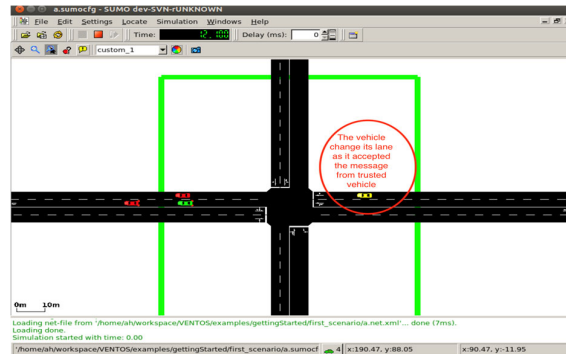 a.sumocfg - SUMO dev-SVN-rUNKNOWN
File Edit Settings Locate Simulation Windows Help
Time: 12.100 Delay (ms): 0
custom_1
The vehicle
change its lane
as it accepted
the message
from trusted
vehicle
0m 10m
Loading net-file from '/home/ah/workspace/VENTOS/examples/gettingStarted/first_scenario/a.net.xml'... done (7ms).
Loading done.
Simulation started with time: 0.00
'/home/ah/workspace/VENTOS/examples/gettingStarted/first_scenario/a.sumocf 4 x:190.47, y:88.05 x:90.47, y:-11.95